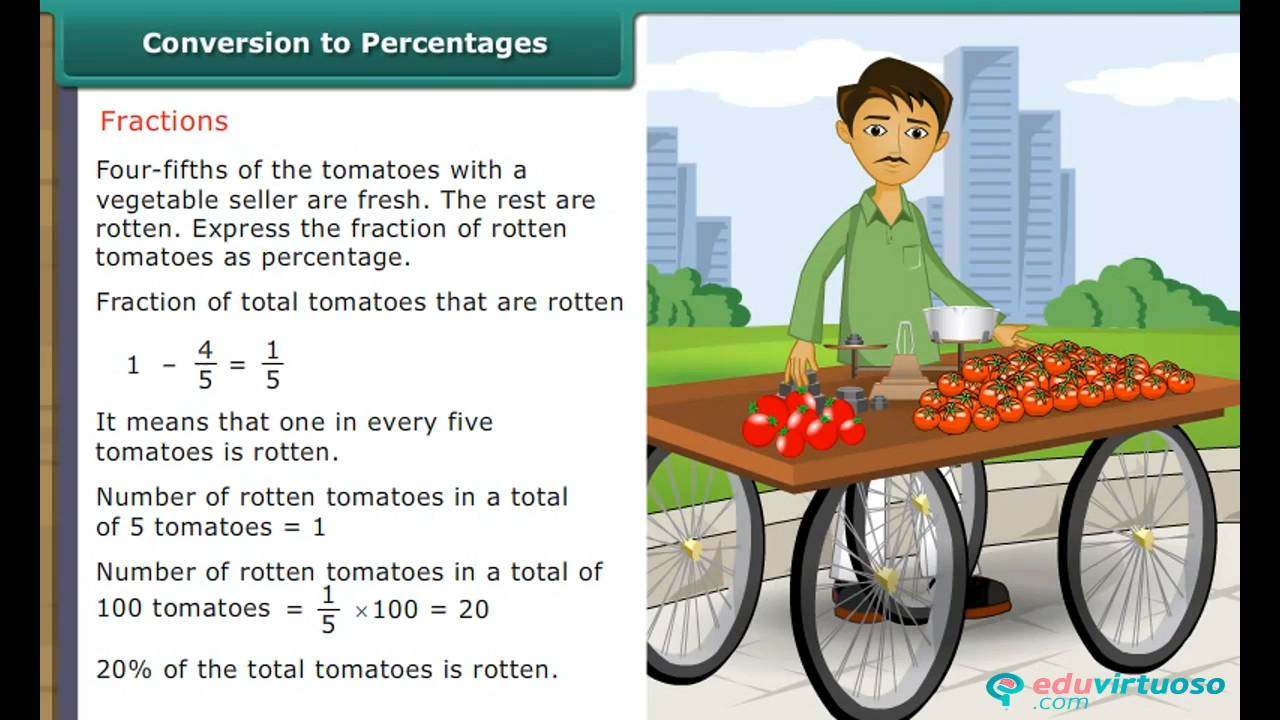 Conversion to Percentages
Fractions
Four-fifths of the tomatoes with a
vegetable seller are fresh. The rest are
rotten. Express the fraction of rotten
tomatoes as percentage.
Fraction of total tomatoes that are rotten
1 – 4/5 = 1/5
It means that one in every five
tomatoes is rotten.
Number of rotten tomatoes in a total
of 5 tomatoes = 1
Number of rotten tomatoes in a total of
100 tomatoes = 1/5 ×100 = 20
20% of the total tomatoes is rotten.
eduvirtuoso
.com